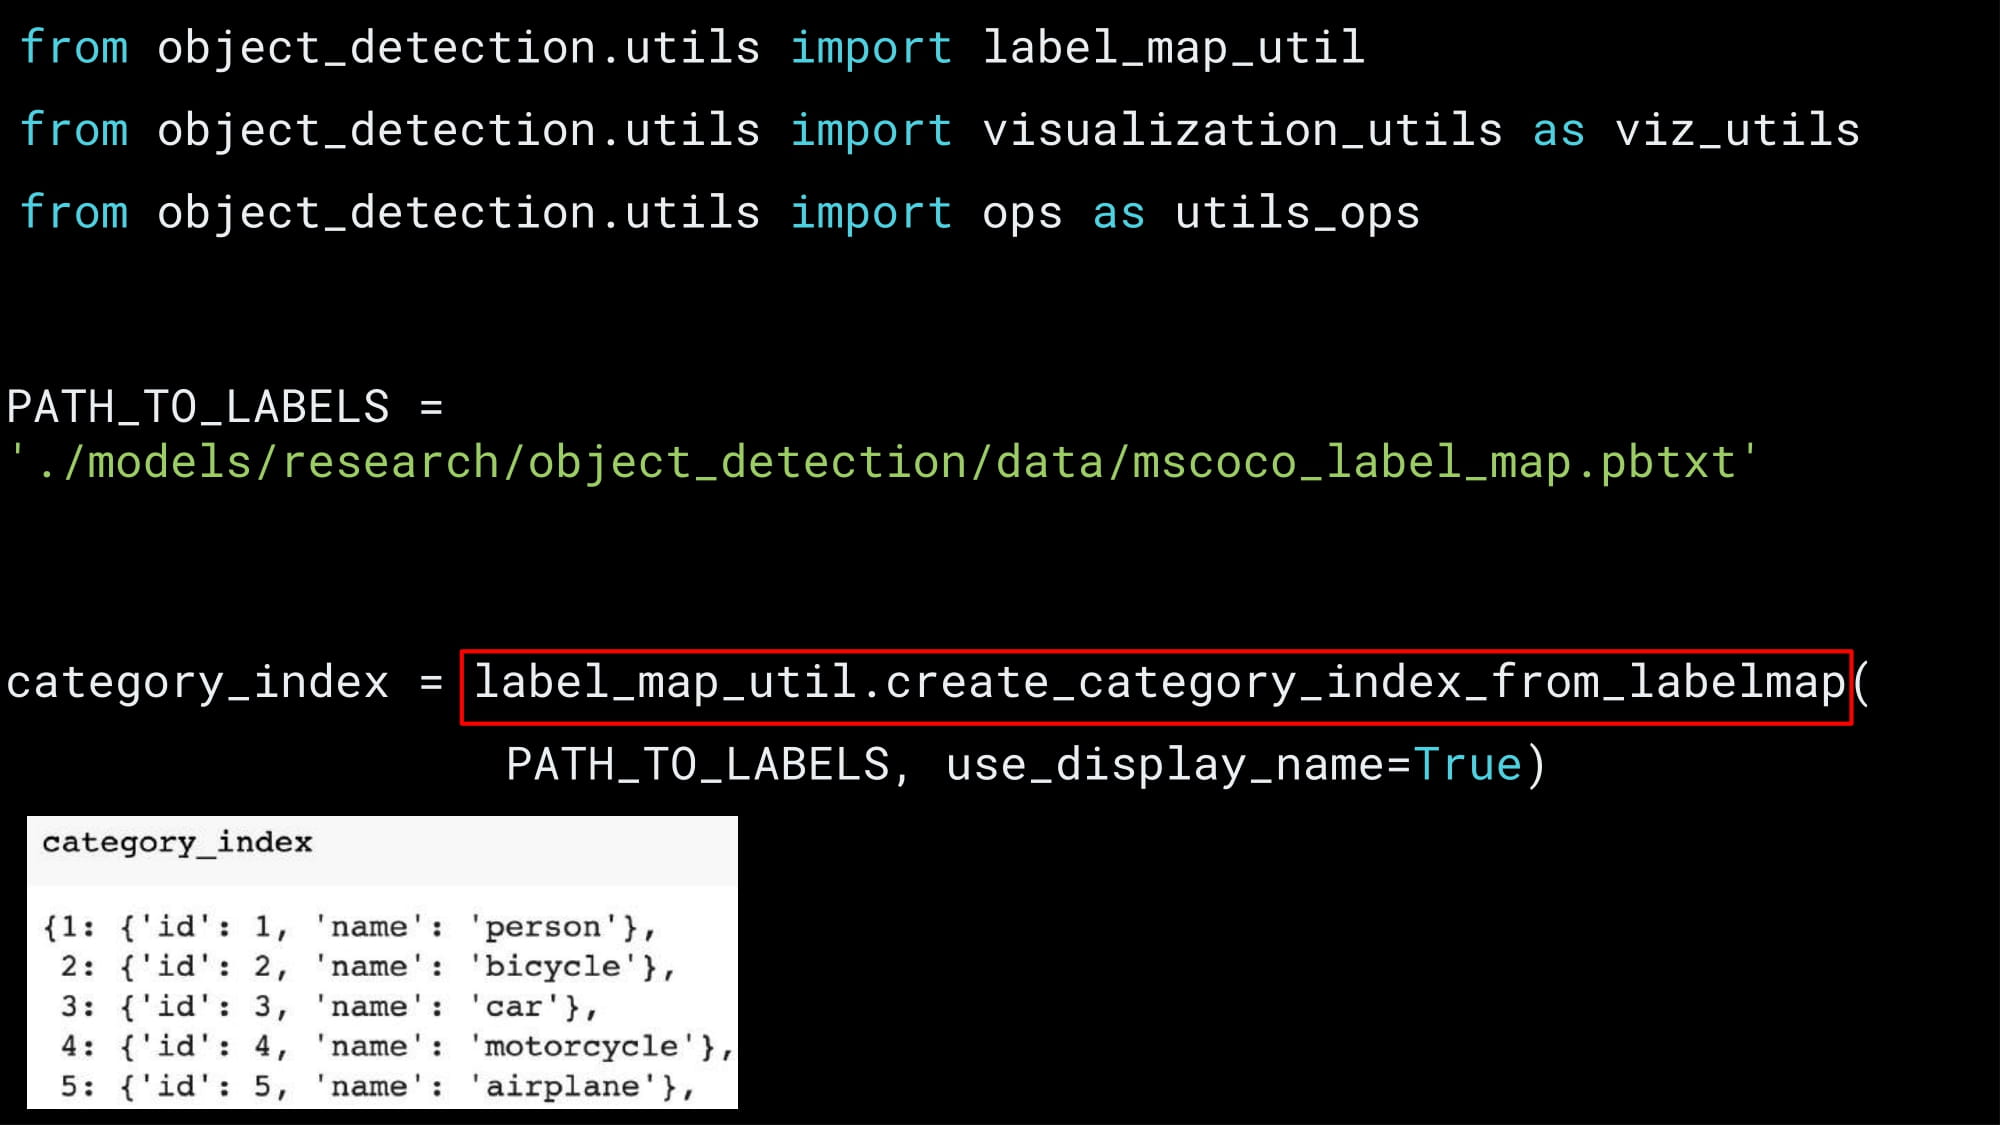 from object_detection.utils import label_map_util
from object_detection.utils import visualization_utils as viz_utils
from object_detection.utils import ops as utils_ops
PATH_TO_LABELS =
'./models/research/object_detection/data/mscoco_label_map.pbtxt'
category_index = label_map_util.create_category_index_from_labelmap(
PATH_TO_LABELS, use_display_name=True)
category_index
{1: {'id': 1, 'name': 'person'},
2: {'id': 2, 'name': 'bicycle'},
3: {'id': 3, 'name': 'car'},
4: {'id': 4, 'name': 'motorcycle'},
5: {'id': 5, 'name': 'airplane'},